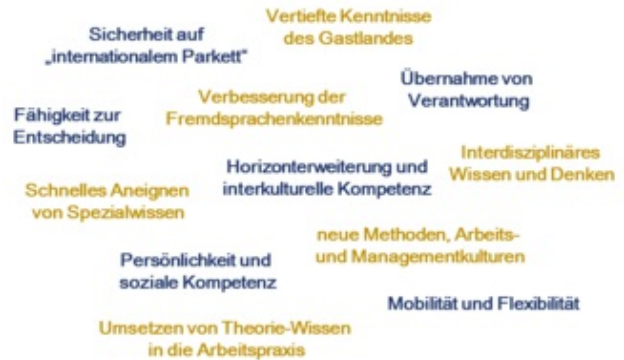 Vertiefte Kenntnisse
des Gastlandes
Sicherheit auf
„internationalem Parkett“
Übernahme von
Verantwortung
Verbesserung der
Fremdsprachenkenntnisse
Fähigkeit zur
Entscheidung
Interdisziplinäres
Wissen und Denken
Horizonterweiterung und
interkulturelle Kompetenz
Schnelles Aneignen
von Spezialwissen
neue Methoden, Arbeits-
und Managementkulturen
Persönlichkeit und
soziale Kompetenz
Mobilität und Flexibilität
Umsetzen von Theorie-Wissen
in die Arbeitspraxis